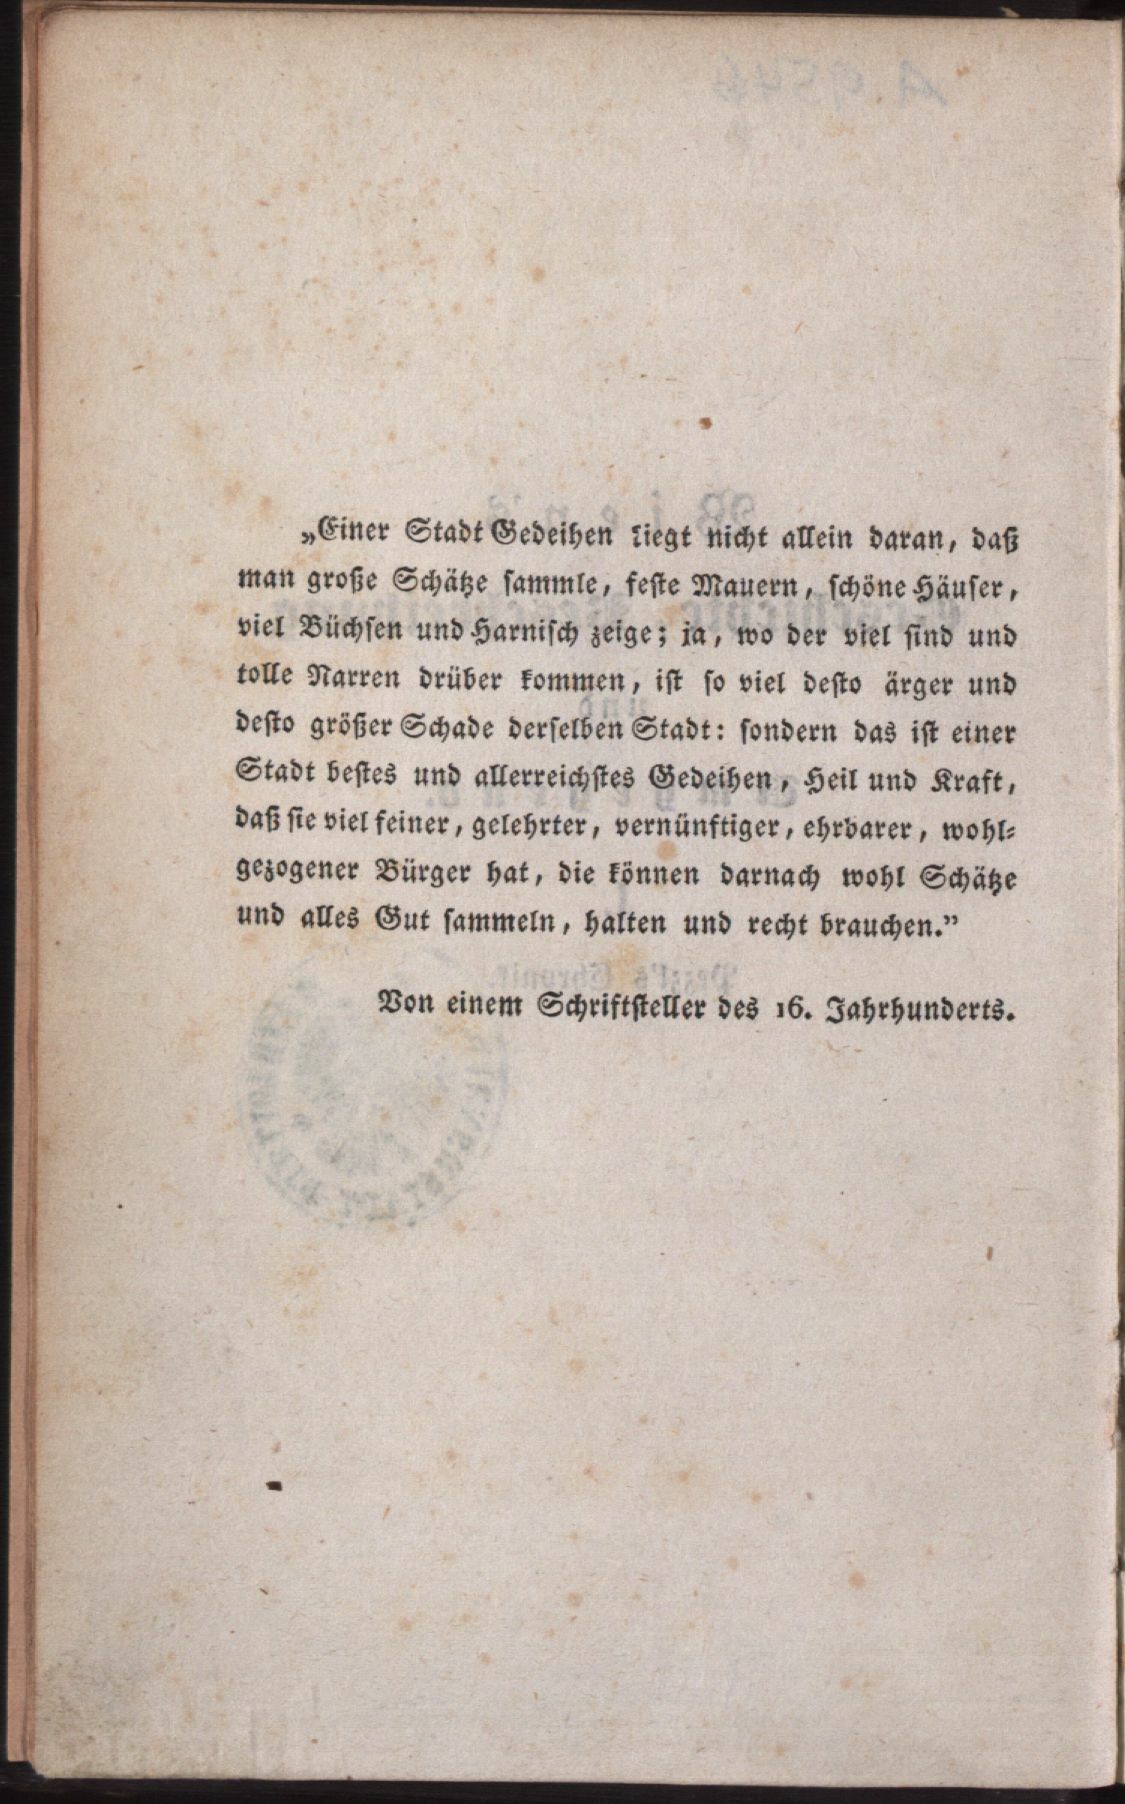 „Einer Stadt Gedeihen liegt nicht allein daran, daß
man große Schätze sammle, feste Mauern, schöne Häuser,
viel Büchsen und Harnisch zeige; ja, wo der viel sind und
tolle Narren drüber kommen, ist so viel desto ärger und
desto größer Schade derselben Stadt: sondern das ist einer
Stadt bestes und allerreichstes Gedeihen, Heil und Kraft,
daß sie viel feiner, gelehrter, vernünftiger, ehrbarer, wohl-
gezogener Bürger hat, die können darnach wohl Schätze
und alles Gut sammeln, halten und recht brauchen.”
Von einem Schriftsteller des 16. Jahrhunderts.